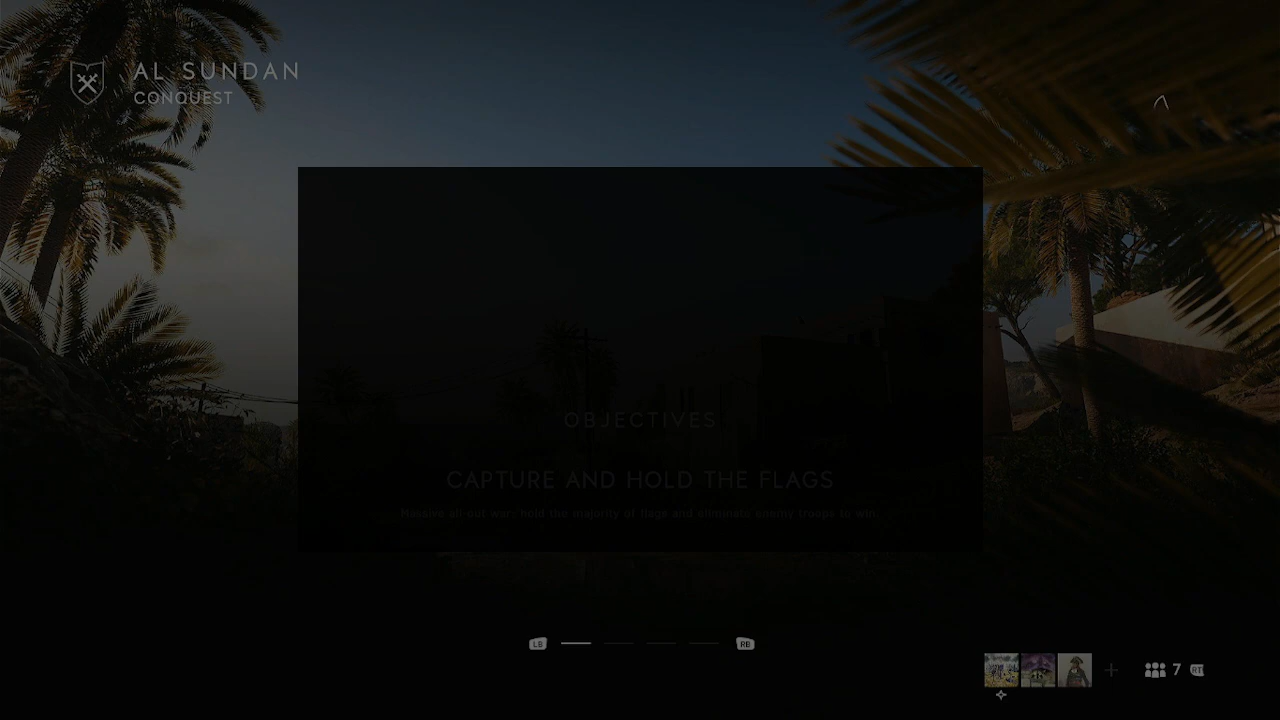 AL SUNDAN
CONQUEST
OBJECTIVES
CAPTURE AND HOLD THE FLAGS
Massive all-out war: hold the majority of flags and eliminate enemy troops to win.
LB
RB
7
RT